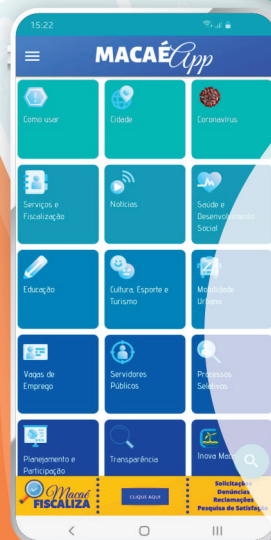 15:22
MACAÉ App
Como usar
Cidade
Coronavírus
Serviços e
Fiscalização
Notícias
Saúde e
Desenvolvimento
Social
Educação
Cultura, Esporte e
Turismo
Mobilidade
Urbana
Vagas de
Emprego
Servidores
Públicos
Processos
Seletivos
Planejamento e
Participação
Transparência
Inova Macaé
Macaé
FISCALIZA
CLIQUE AQUI
Solicitações
Denúncias
Reclamações
Pesquisa de Satisfação